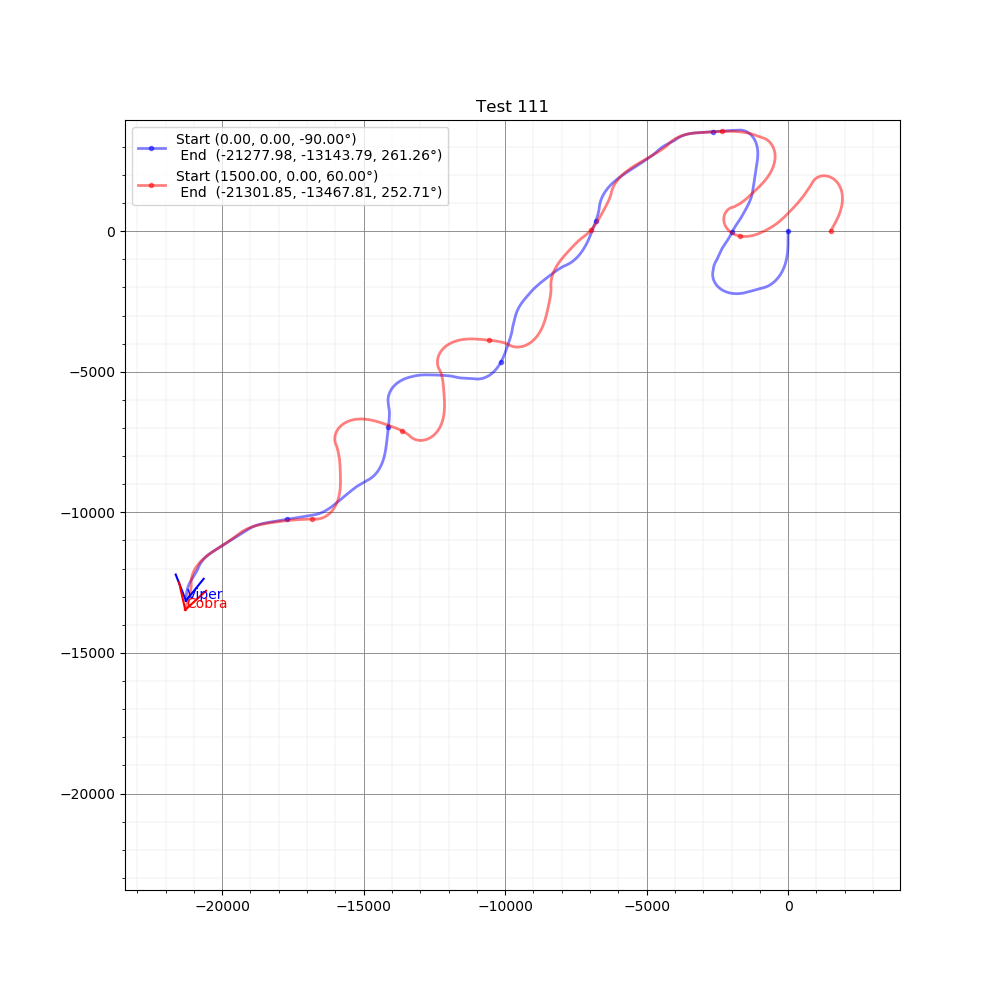 Test 111
Start (0.00, 0.00, -90.00°)
End (-21277.98, -13143.79, 261.26°)
Start (1500.00, 0.00, 60.00°)
End (-21301.85, -13467.81, 252.71°)
0
−5000
−10000
−15000
−20000
Viper
Cobra
−20000 −15000 −10000 −5000 0